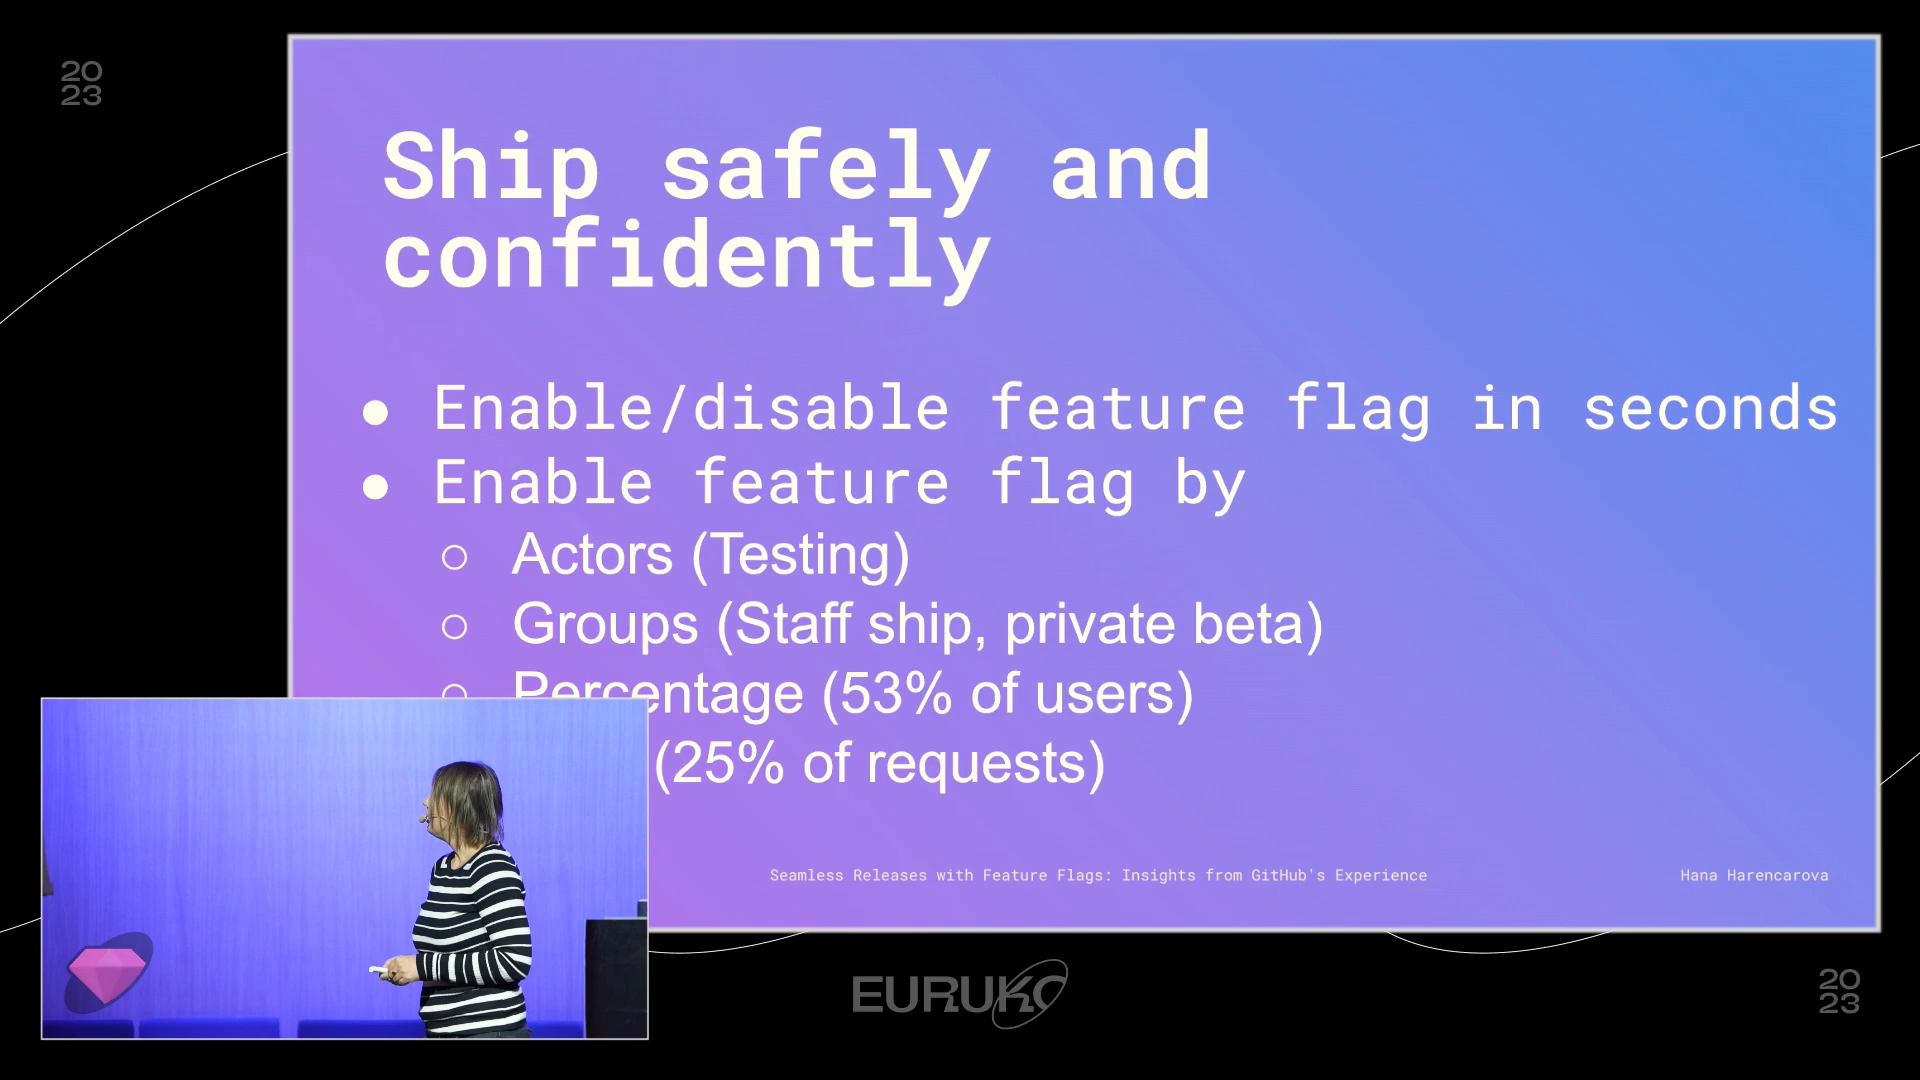 20
23
Ship safely and
confidently
● Enable/disable feature flag in seconds
● Enable feature flag by
○ Actors (Testing)
○ Groups (Staff ship, private beta)
○ Percentage (53% of users)
(25% of requests)
Seamless Releases with Feature Flags: Insights from GitHub's Experience
Hana Harencarova
EURUKO
20
23